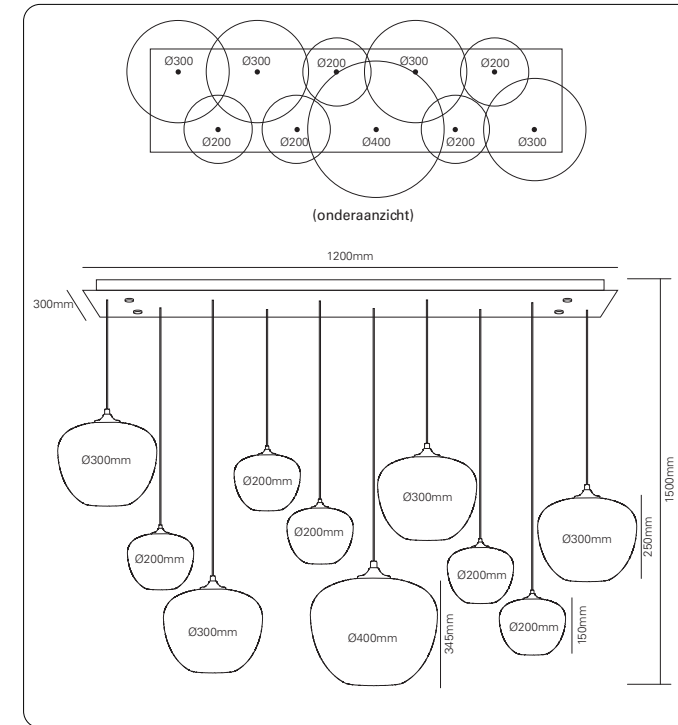 Ø300 Ø300 Ø200 Ø300 Ø200
Ø200 Ø200 Ø400 Ø200 Ø300
(onderaanzicht)
1200mm
300mm
Ø300mm
Ø200mm
Ø300mm
Ø200mm
Ø200mm
Ø400mm
Ø300mm
Ø200mm
Ø200mm
Ø300mm
345mm
150mm
250mm
1500mm